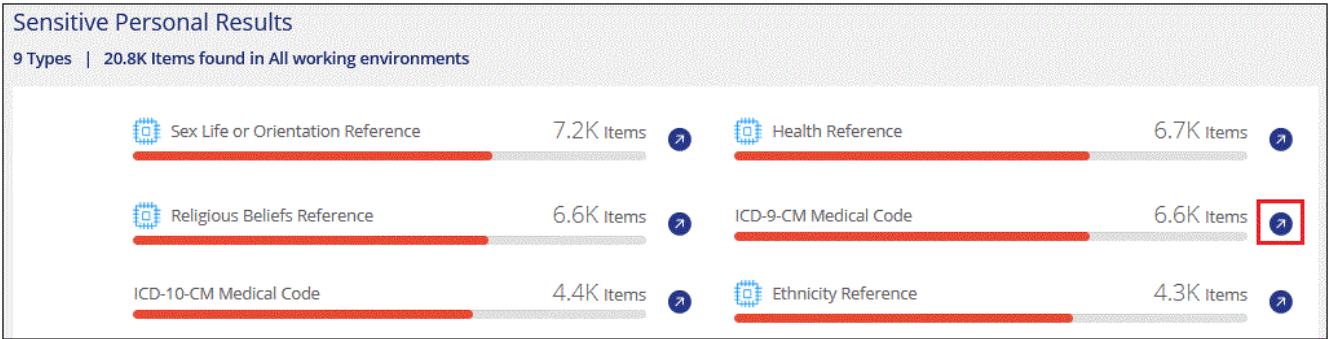 Sensitive Personal Results
9 Types | 20.8K Items found in All working environments
Sex Life or Orientation Reference 7.2K Items
Health Reference 6.7K Items
Religious Beliefs Reference 6.6K Items
ICD-9-CM Medical Code 6.6K Items
ICD-10-CM Medical Code 4.4K Items
Ethnicity Reference 4.3K Items